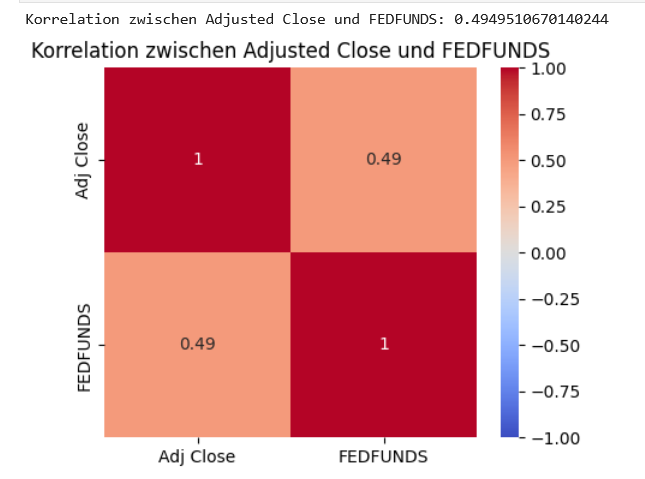 Korrelation zwischen Adjusted Close und FEDFUNDS: 0.4949510670140244
Korrelation zwischen Adjusted Close und FEDFUNDS
Adj Close
1
0.49
FEDFUNDS
0.49
1
Adj Close
FEDFUNDS
1.00
0.75
0.50
0.25
0.00
−0.25
−0.50
−0.75
−1.00